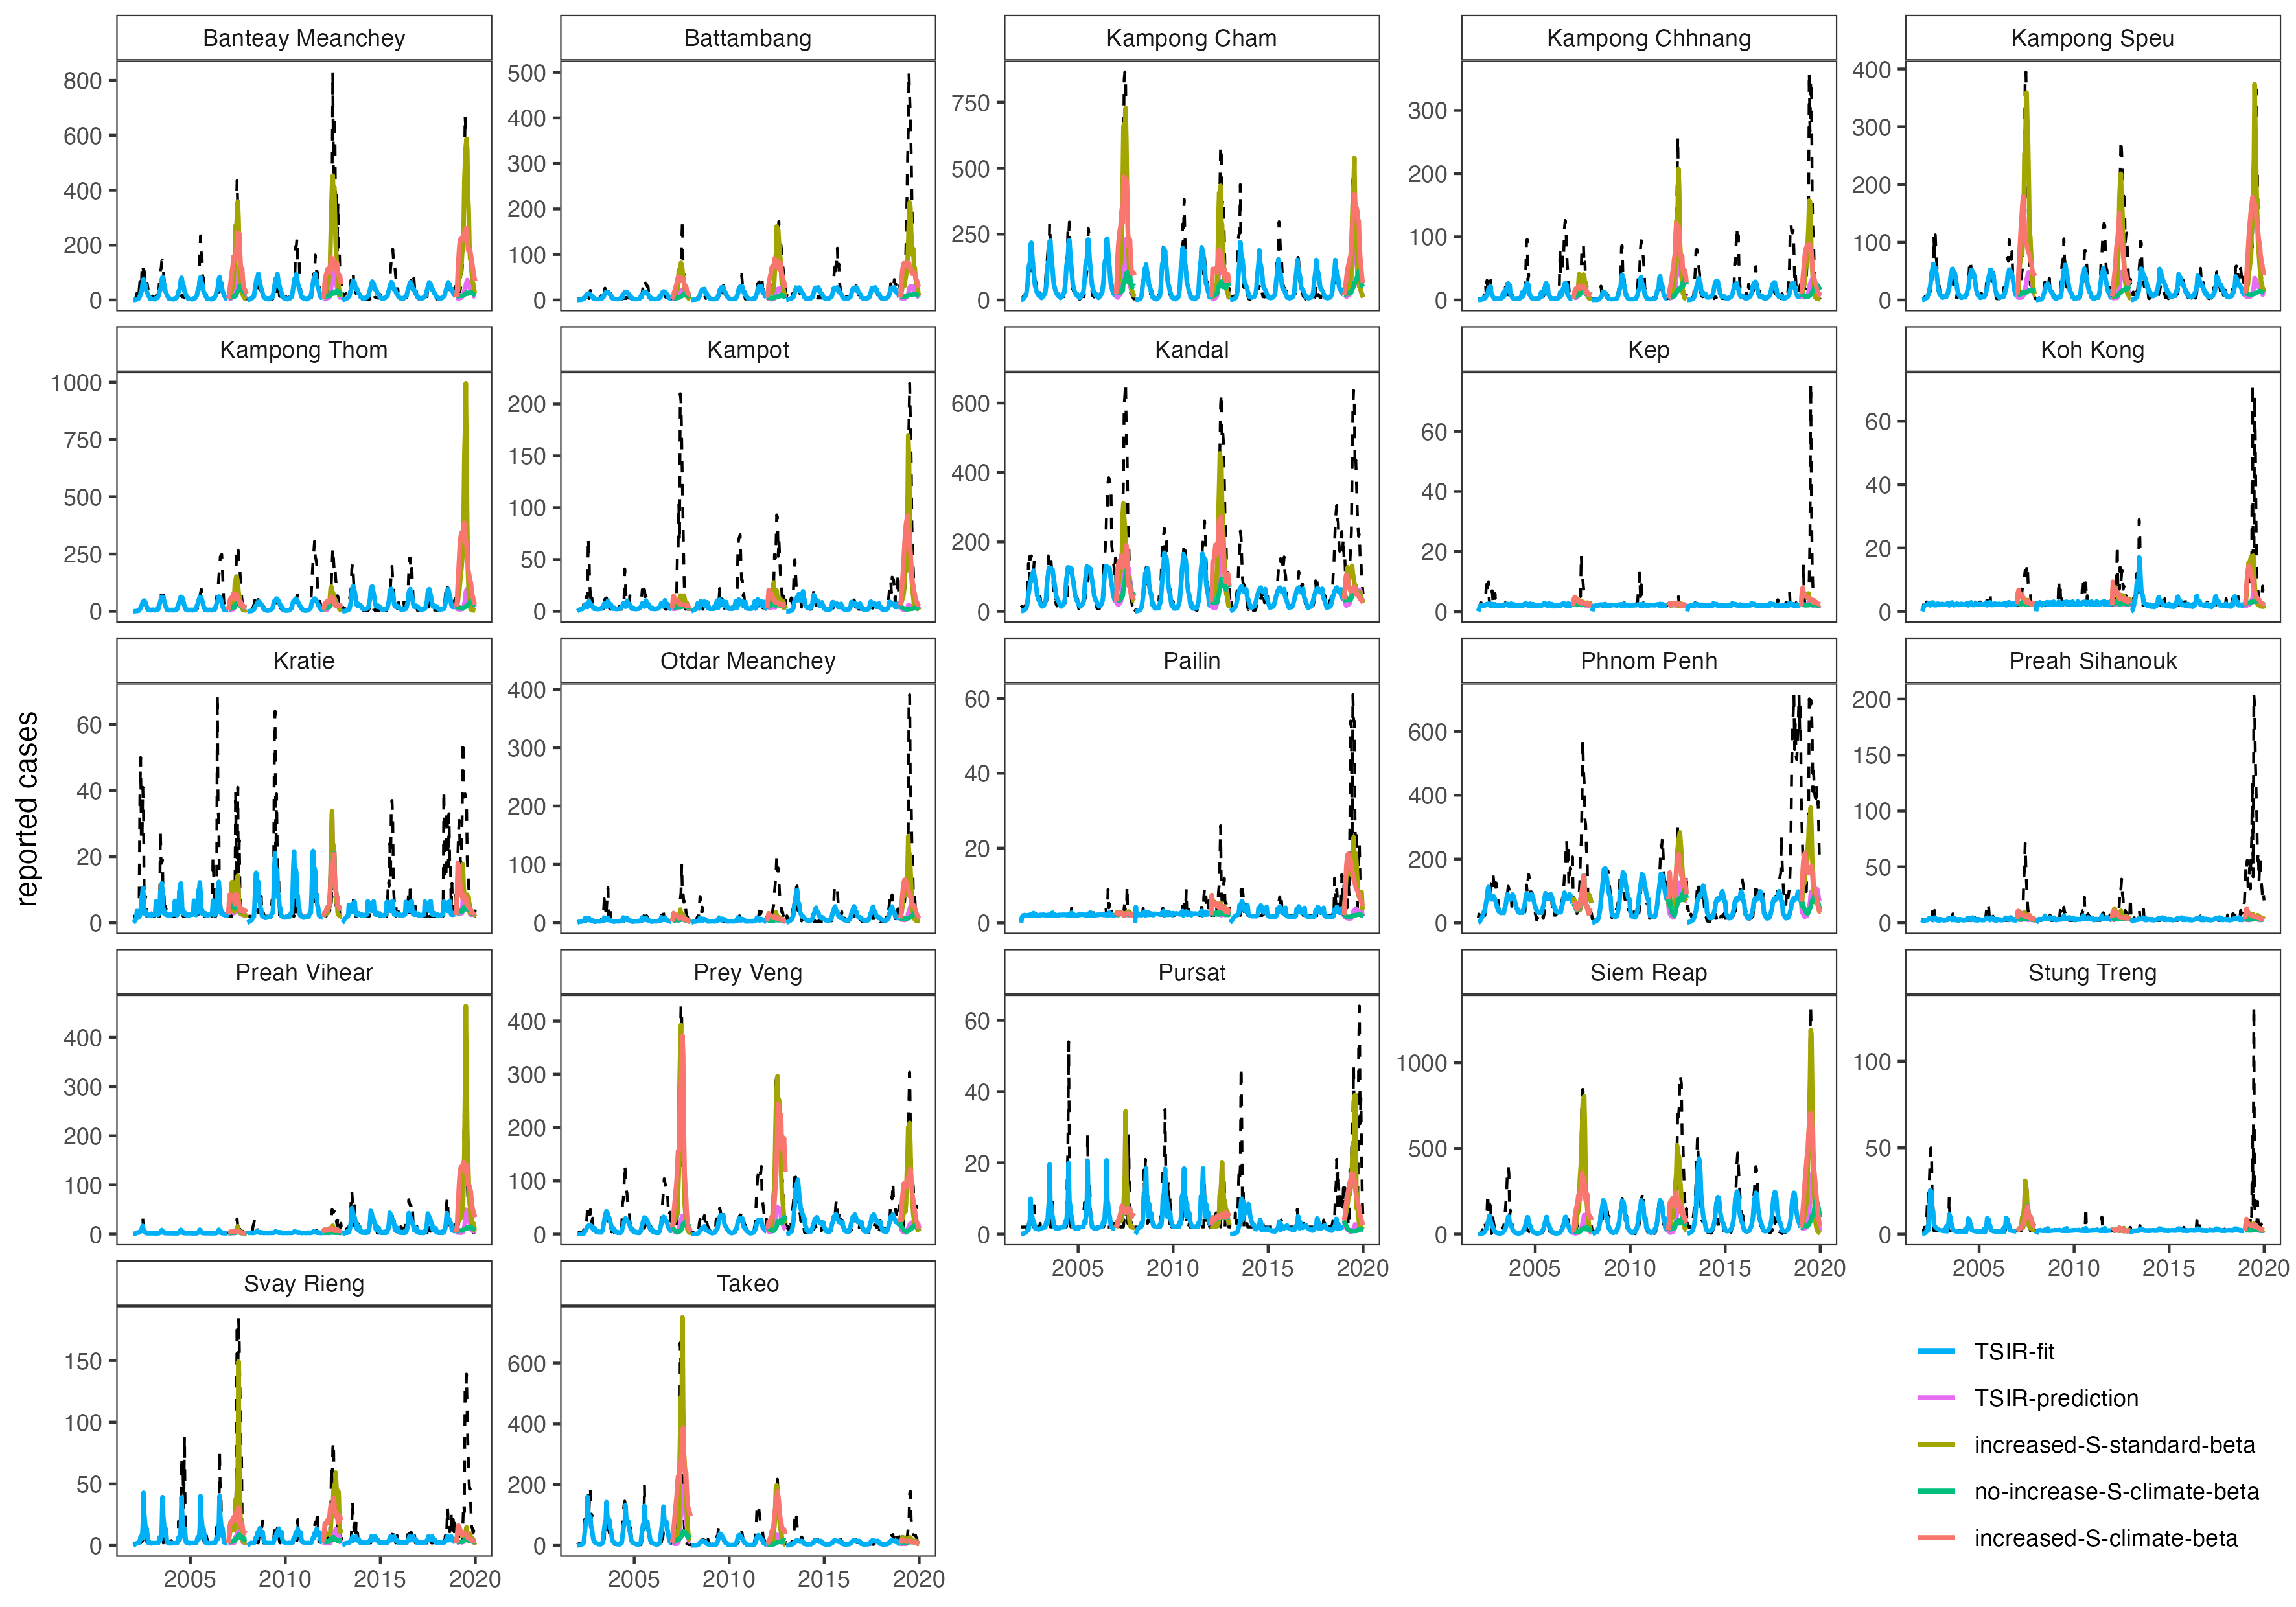 Banteay Meanchey
Battambang
Kampong Cham
Kampong Chhnang
Kampong Speu
800
600
400
200
0
500
400
300
200
100
0
750
500
250
0
300
200
100
0
400
300
200
100
0
Kampong Thom
Kampot
Kandal
Kep
Koh Kong
1000
750
500
250
0
200
150
100
50
0
600
400
200
0
60
40
20
0
60
40
20
0
Kratie
Otdar Meanchey
Pailin
Phnom Penh
Preah Sihanouk
60
40
20
0
400
300
200
100
0
60
40
20
0
600
400
200
0
200
150
100
50
0
reported cases
Preah Vihear
Prey Veng
Pursat
Siem Reap
Stung Treng
400
300
200
100
0
400
300
200
100
0
60
40
20
0
1000
500
0
100
50
0
2005 2010 2015 2020
2005 2010 2015 2020
2005 2010 2015 2020
Svay Rieng
Takeo
150
100
50
0
600
400
200
0
2005 2010 2015 2020
2005 2010 2015 2020
TSIR-fit
TSIR-prediction
increased-S-standard-beta
no-increase-S-climate-beta
increased-S-climate-beta